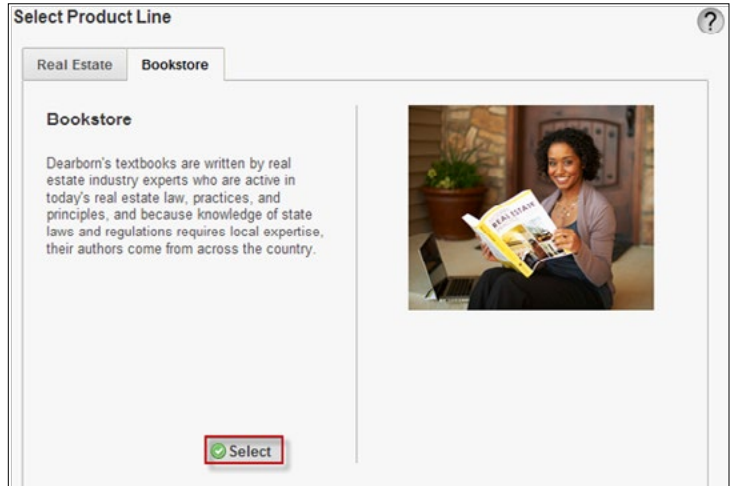 Select Product Line
?
Real Estate
Bookstore
Bookstore
Dearborn's textbooks are written by real
estate industry experts who are active in
today's real estate law, practices, and
principles, and because knowledge of state
laws and regulations requires local expertise,
their authors come from across the country.
REAL ESTATE
Select